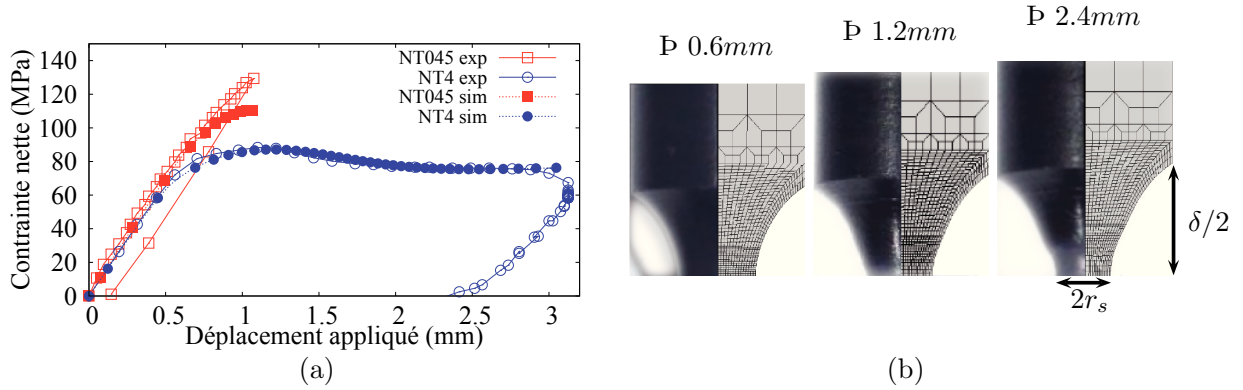 140
120
100
80
60
40
20
0
Contrainte nette (MPa)
NT045 exp
NT4 exp
NT045 sim
NT4 sim
0 0.5 1 1.5 2 2.5 3
Déplacement appliqué (mm)
(a)
Þ 0.6mm
Þ 1.2mm
Þ 2.4mm
δ/2
2rₛ
(b)